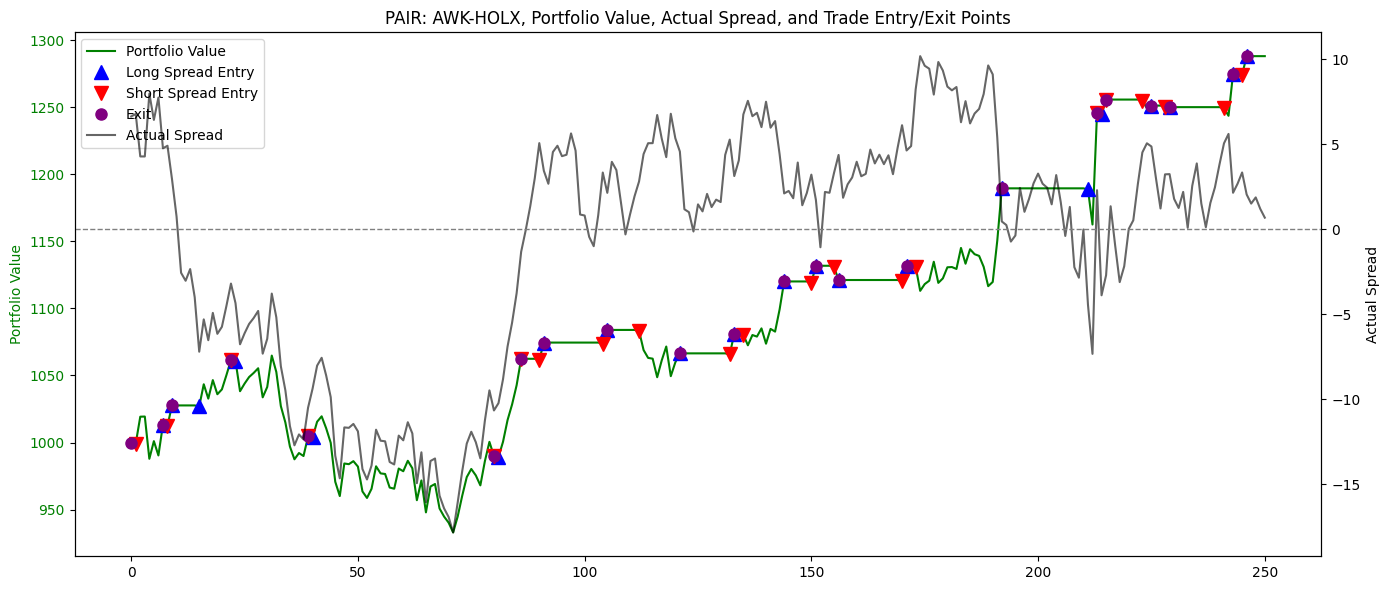 PAIR: AWK-HOLX, Portfolio Value, Actual Spread, and Trade Entry/Exit Points
Portfolio Value
Long Spread Entry
Short Spread Entry
Exit
Actual Spread
Portfolio Value
1300
1250
1200
1150
1100
1050
1000
950
10
5
0
−5
−10
−15
Actual Spread
0
50
100
150
200
250